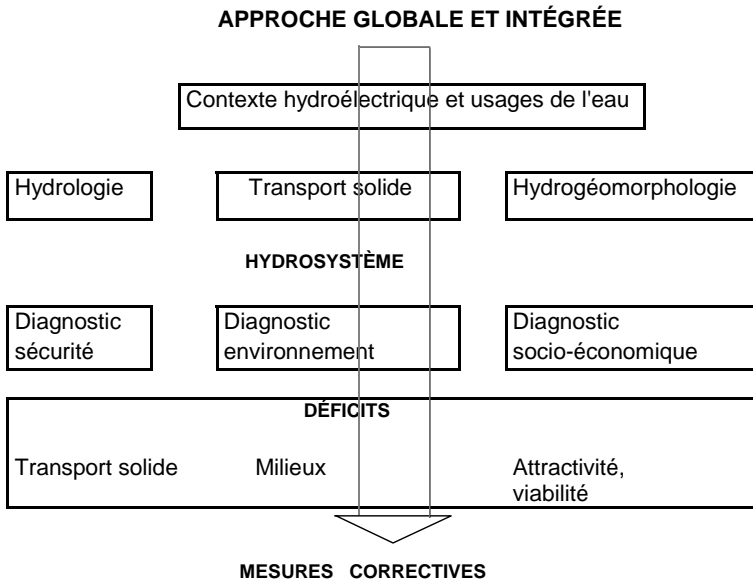 APPROCHE GLOBALE ET INTÉGRÉE
Contexte hydroélectrique et usages de l'eau
Hydrologie
Transport solide
Hydrogéomorphologie
HYDROSYSTÈME
Diagnostic
sécurité
Diagnostic
environnement
Diagnostic
socio-économique
DÉFICITS
Transport solide
Milieux
Attractivité,
viabilité
MESURES CORRECTIVES